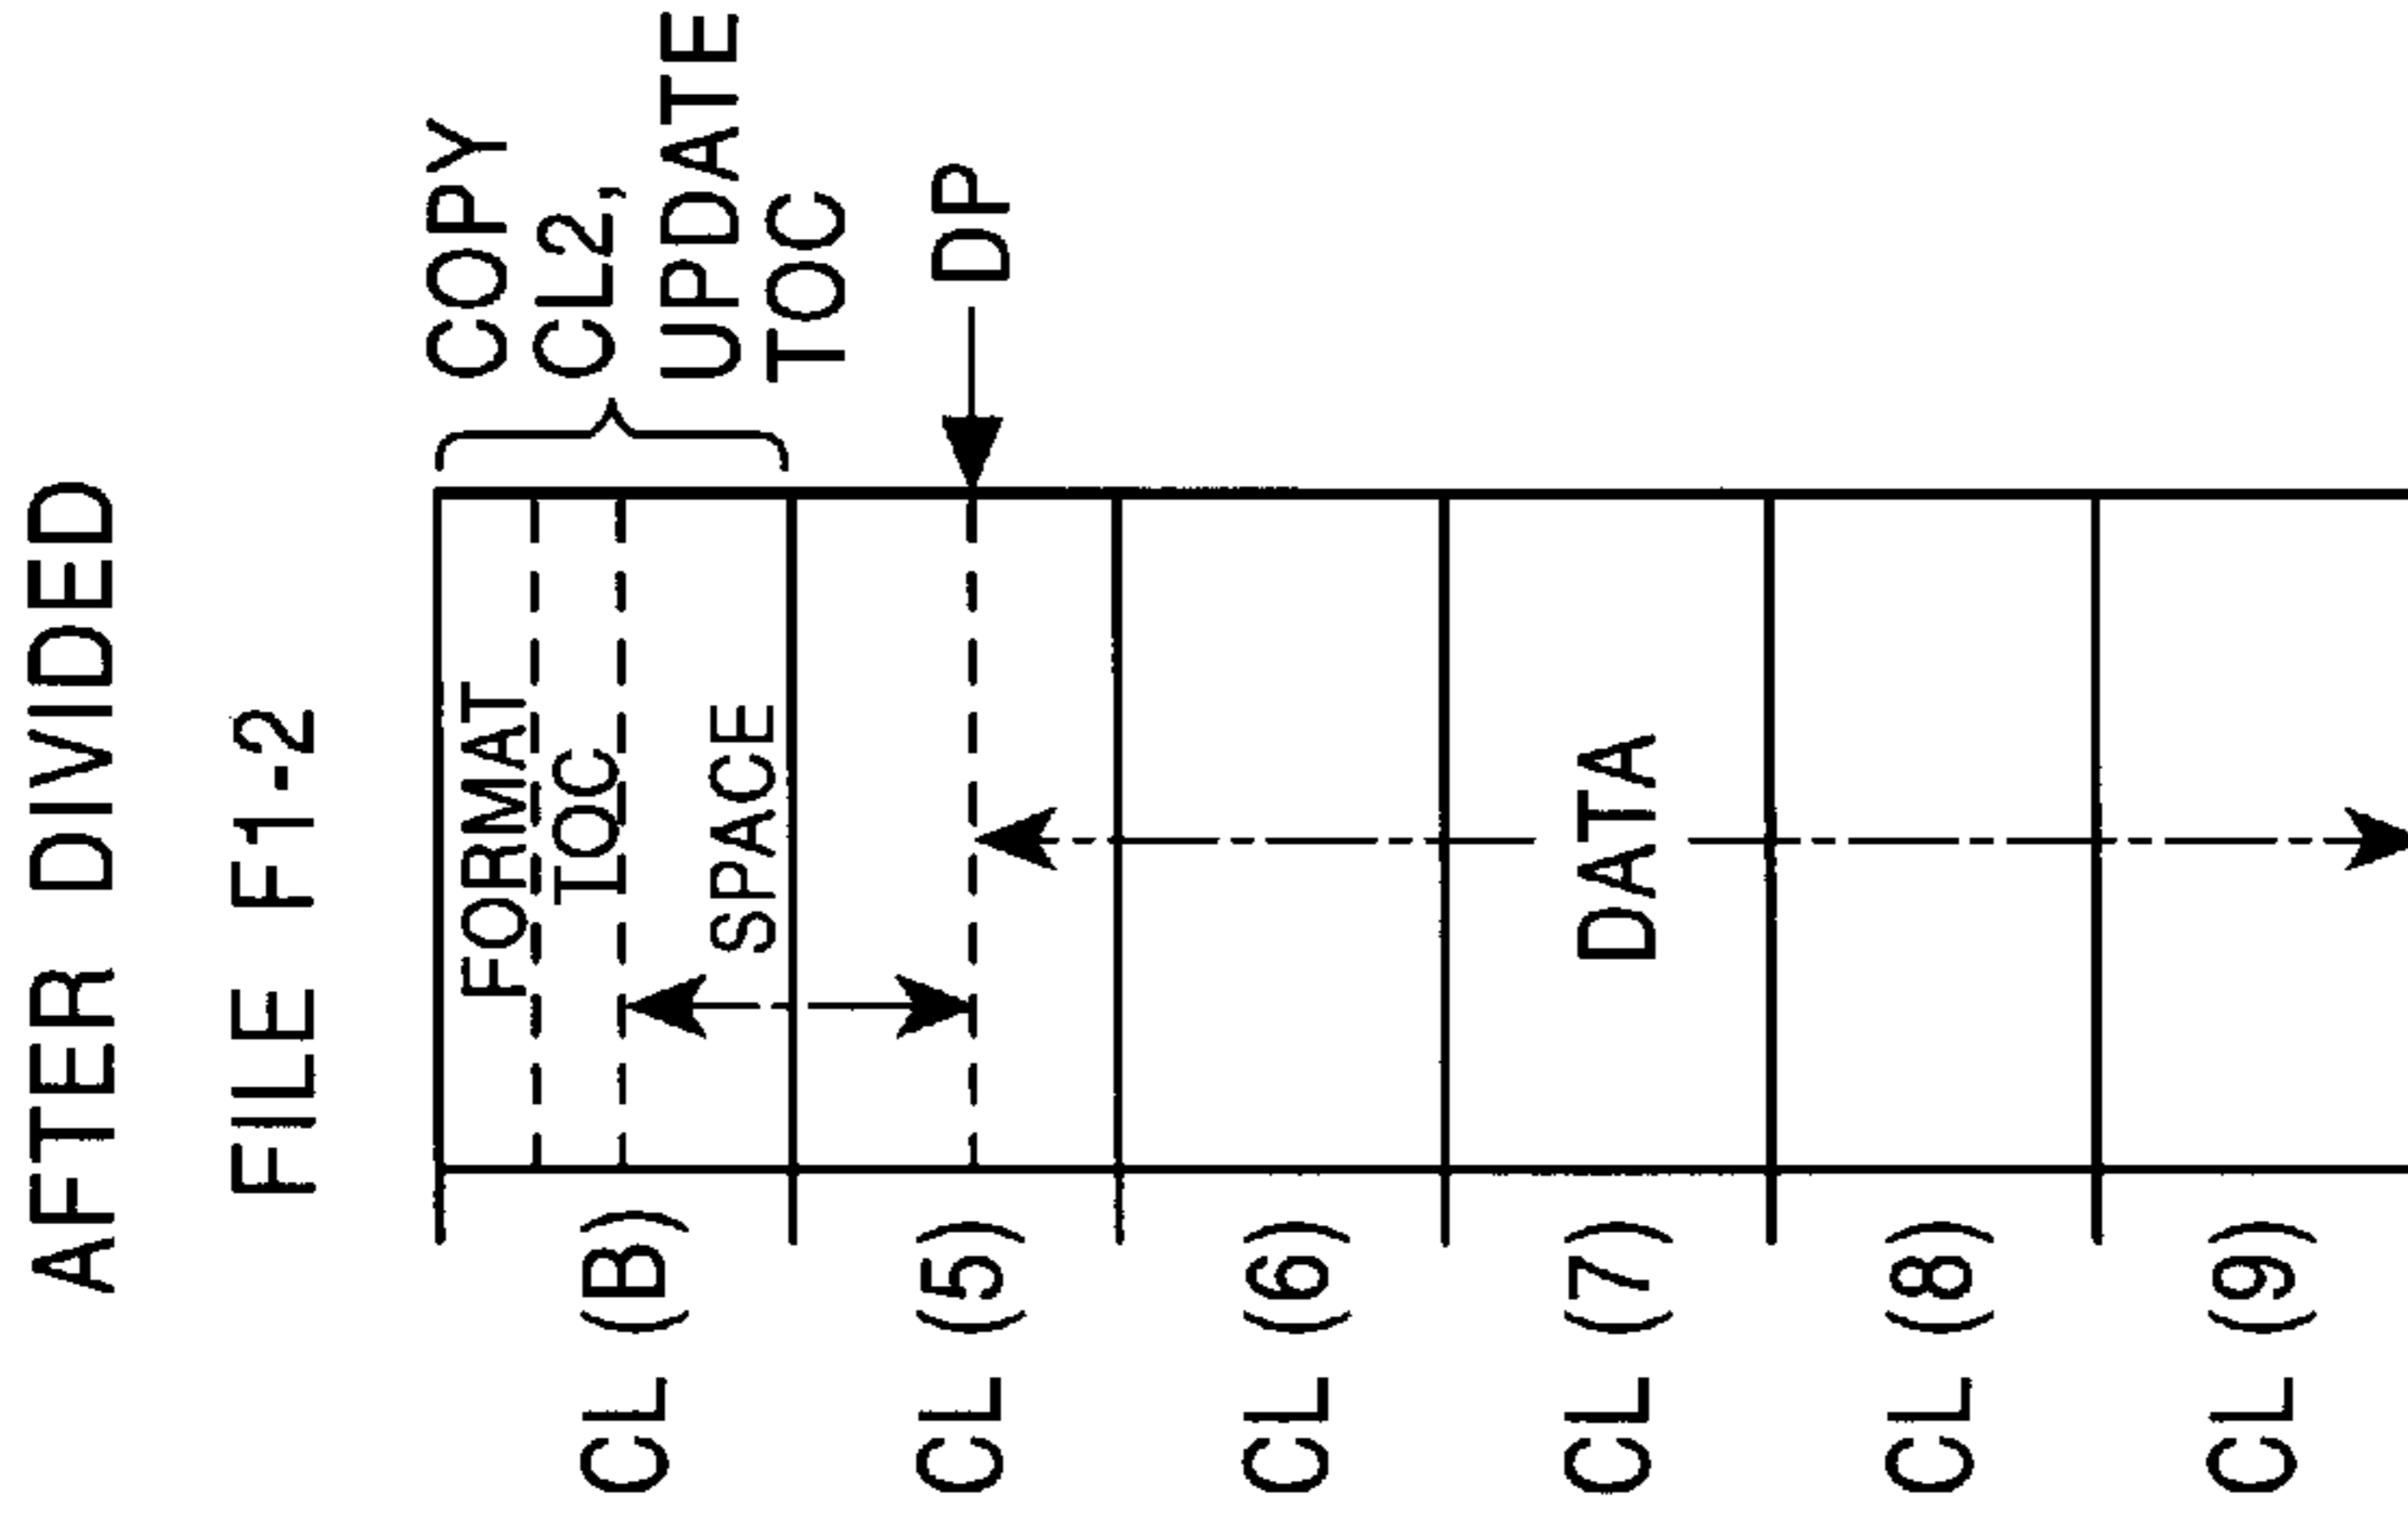 AFTER DIVIDED
FILE F1-2
COPY
CL2,
UPDATE
TOC
FORMAT
TOC
CL (B)
SPACE
DP
CL (5)
CL (6)
DATA
CL (7)
CL (8)
CL (9)